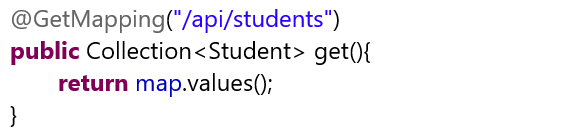 @GetMapping("/api/students")
public Collection<Student> get(){
return map.values();
}